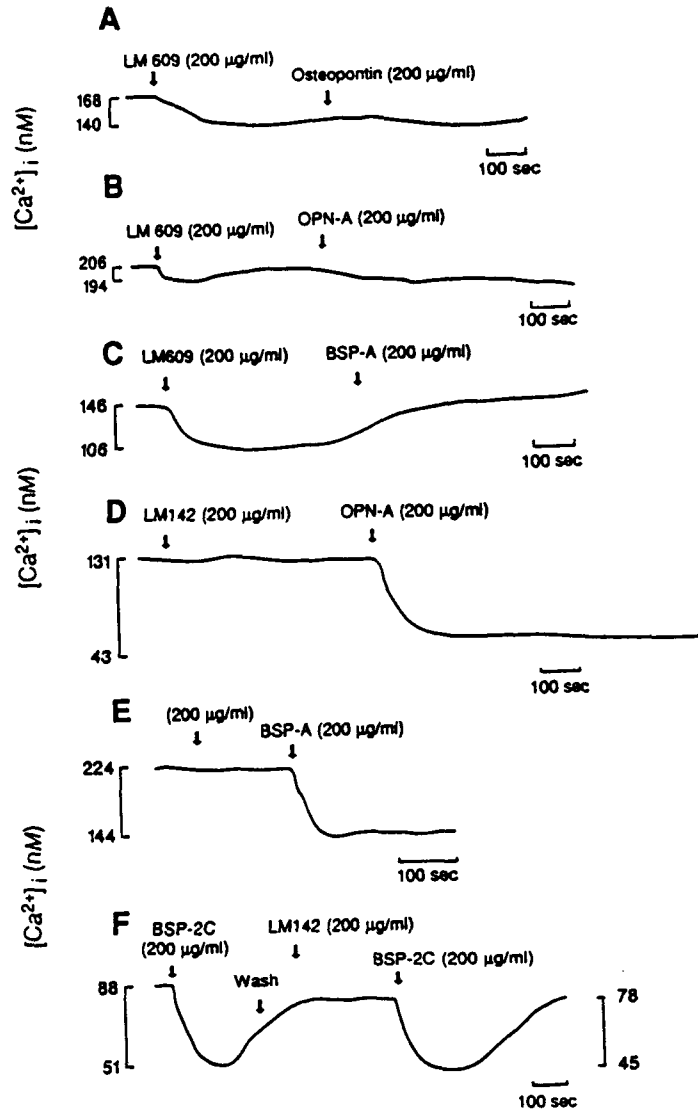 A
LM 609 (200 µg/ml)
Osteopontin (200 µg/ml)
168
140
100 sec
[Ca2+]i (nM)
B
LM 609 (200 µg/ml)
OPN-A (200 µg/ml)
206
194
100 sec
C
LM609 (200 µg/ml)
BSP-A (200 µg/ml)
146
106
100 sec
[Ca2+]i (nM)
D
LM142 (200 µg/ml)
OPN-A (200 µg/ml)
131
43
100 sec
E
(200 µg/ml)
BSP-A (200 µg/ml)
224
144
100 sec
[Ca2+]i (nM)
F
BSP-2C
(200 µg/ml)
LM142 (200 µg/ml)
Wash
BSP-2C (200 µg/ml)
88
51
78
45
100 sec